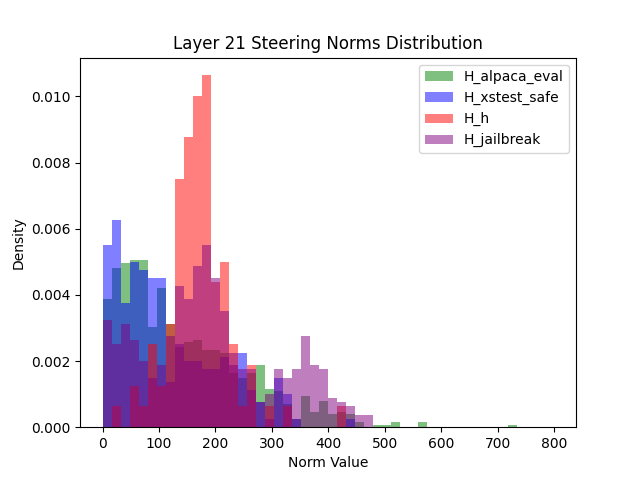 Layer 21 Steering Norms Distribution
H_alpaca_eval
H_xstest_safe
H_h
H_jailbreak
Density
0.010
0.008
0.006
0.004
0.002
0.000
0 100 200 300 400 500 600 700 800
Norm Value